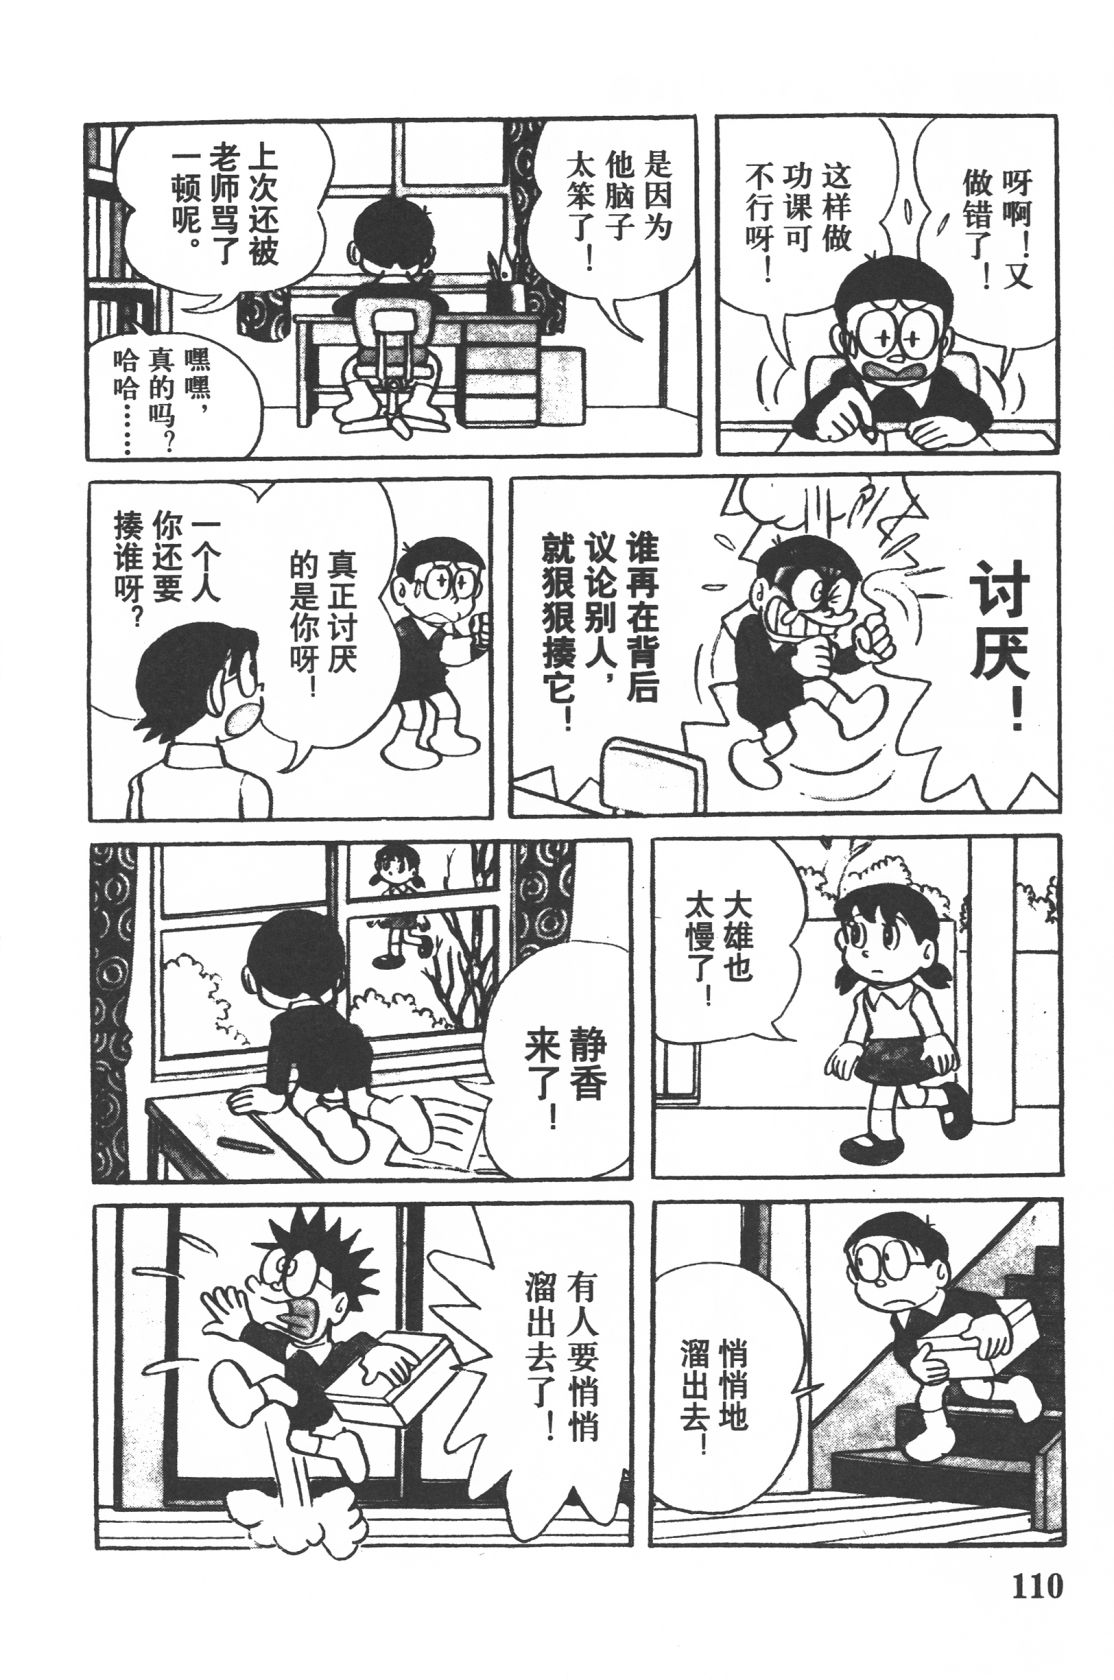 呀啊！又
做错了！
这样做
功课可
不行呀！
是因为
他脑子
太笨了！
上次还被
老师骂了
一顿呢。
嘿嘿，
真的吗？
哈哈……
讨厌！
谁再在背后
议论别人，
就狠狠揍它！
真正讨厌
的是你呀！
一个人
你还要
揍谁呀？
大雄也
太慢了！
静香
来了！
悄悄地
溜出去！
有人要悄悄
溜出去了！
110